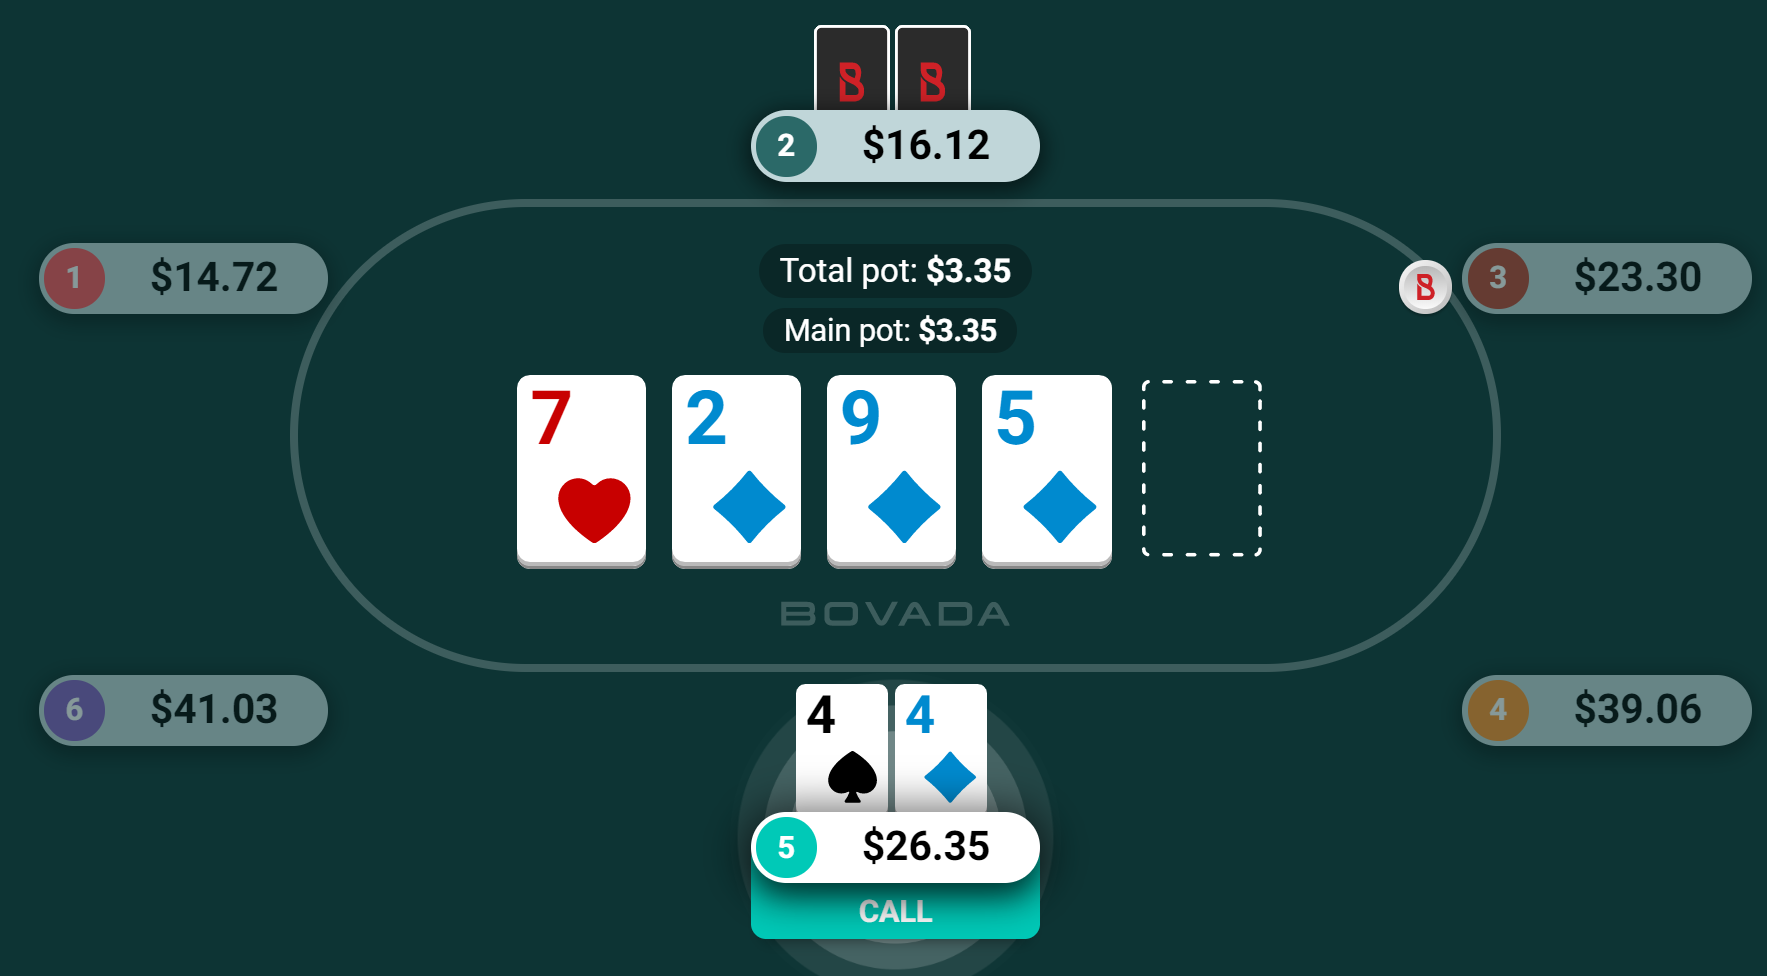 2 $16.12
1 $14.72
Total pot: $3.35
3 $23.30
Main pot: $3.35
7 2 9 5
BOVADA
6 $41.03
4 4
4 $39.06
5 $26.35
CALL